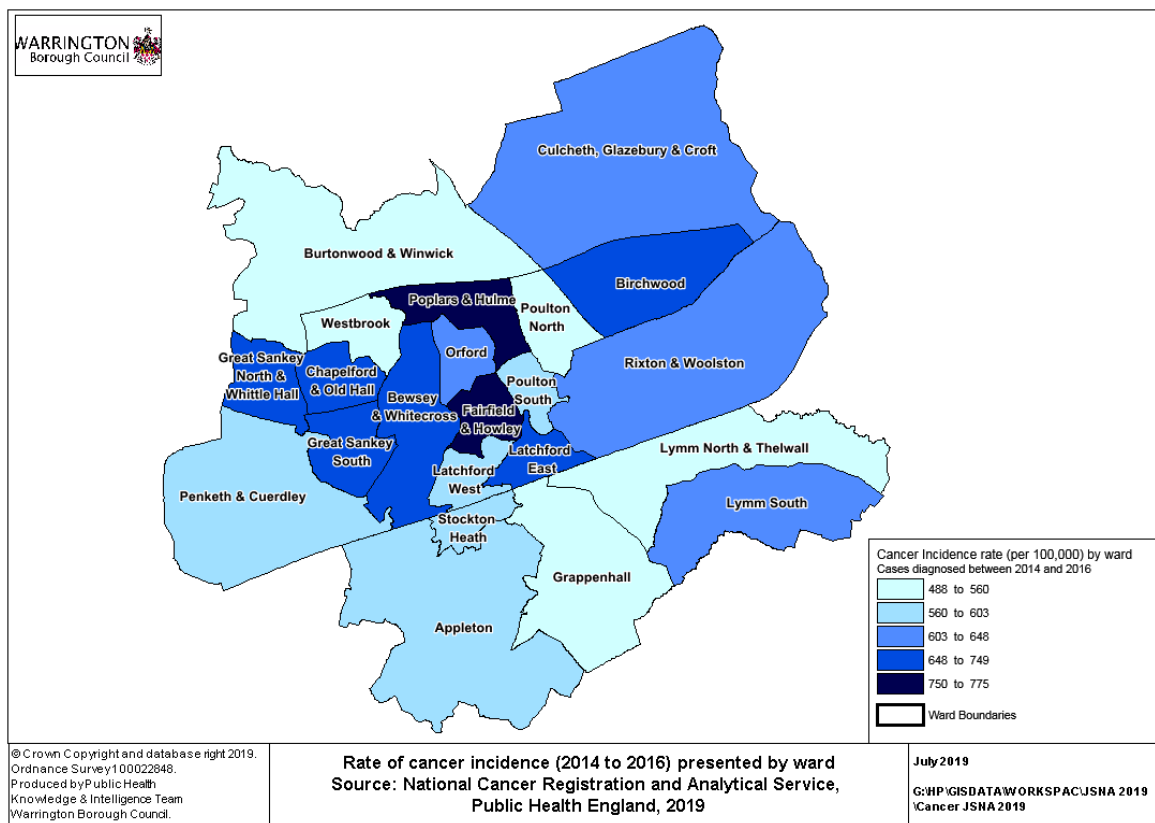 WARRINGTON
Borough Council
Culcheth, Glazebury & Croft
Burtonwood & Winwick
Birchwood
Poplars & Hulme
Poulton
North
Westbrook
Orford
Rixton & Woolston
Great Sankey
North &
Whittle Hall
Chapelford
& Old Hall
Bewsey
& Whitecross
Poulton
South
Fairfield
& Howley
Great Sankey
South
Latchford
East
Latchford
West
Lymm North & Thelwall
Penketh & Cuerdley
Lymm South
Stockton
Heath
Grappenhall
Appleton
Cancer Incidence rate (per 100,000) by ward
Cases diagnosed between 2014 and 2016
488 to 560
560 to 603
603 to 648
648 to 749
750 to 775
Ward Boundaries
© Crown Copyright and database right 2019.
Ordnance Survey 100022848.
Produced by Public Health
Knowledge & Intelligence Team
Warrington Borough Council.
Rate of cancer incidence (2014 to 2016) presented by ward
Source: National Cancer Registration and Analytical Service,
Public Health England, 2019
July 2019
G:\HP\GISDATA\WORKSPAC\JSNA 2019
\Cancer JSNA 2019